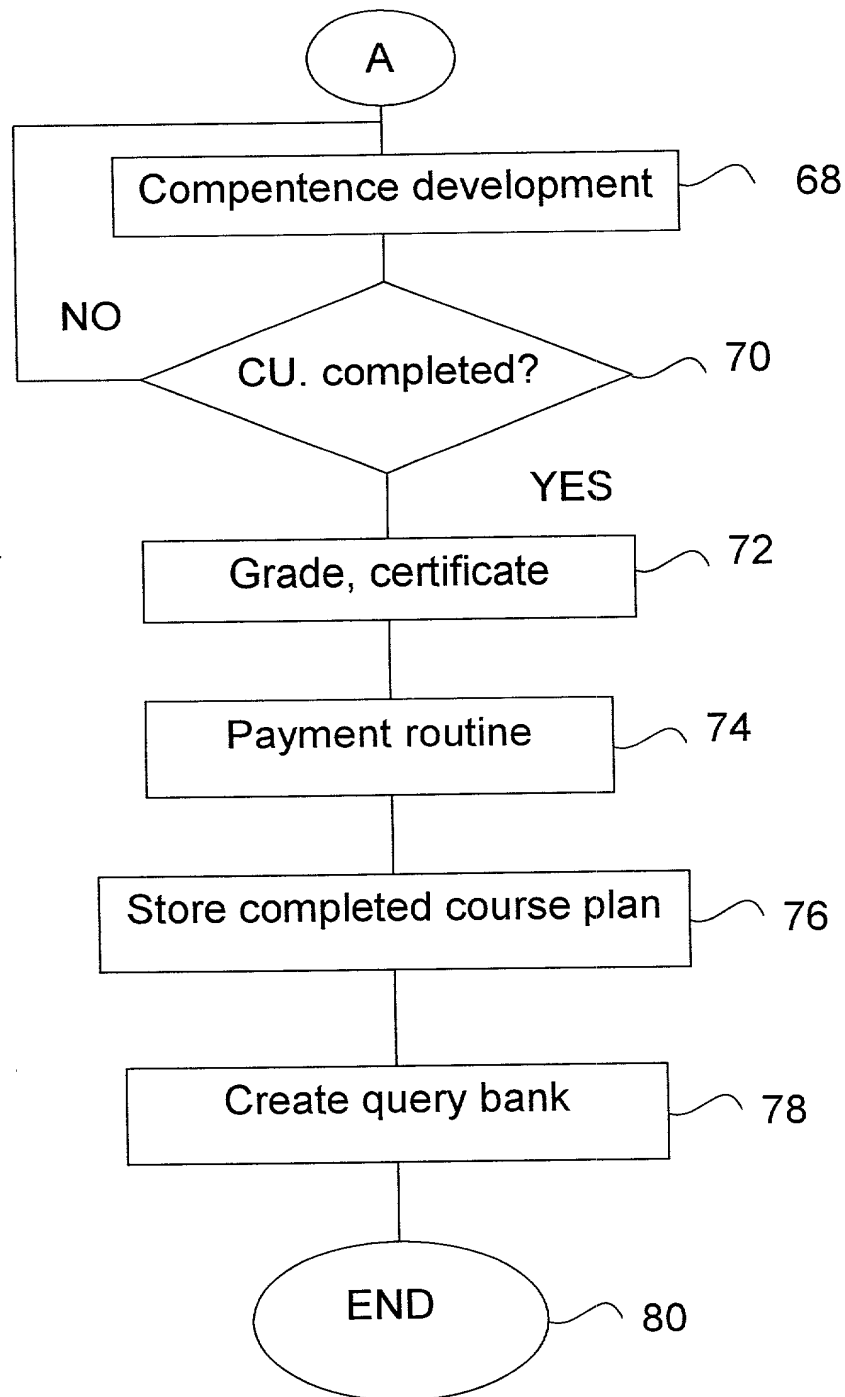 A
Compentence development
68
NO
CU. completed?
70
YES
Grade, certificate
72
Payment routine
74
Store completed course plan
76
Create query bank
78
END
80